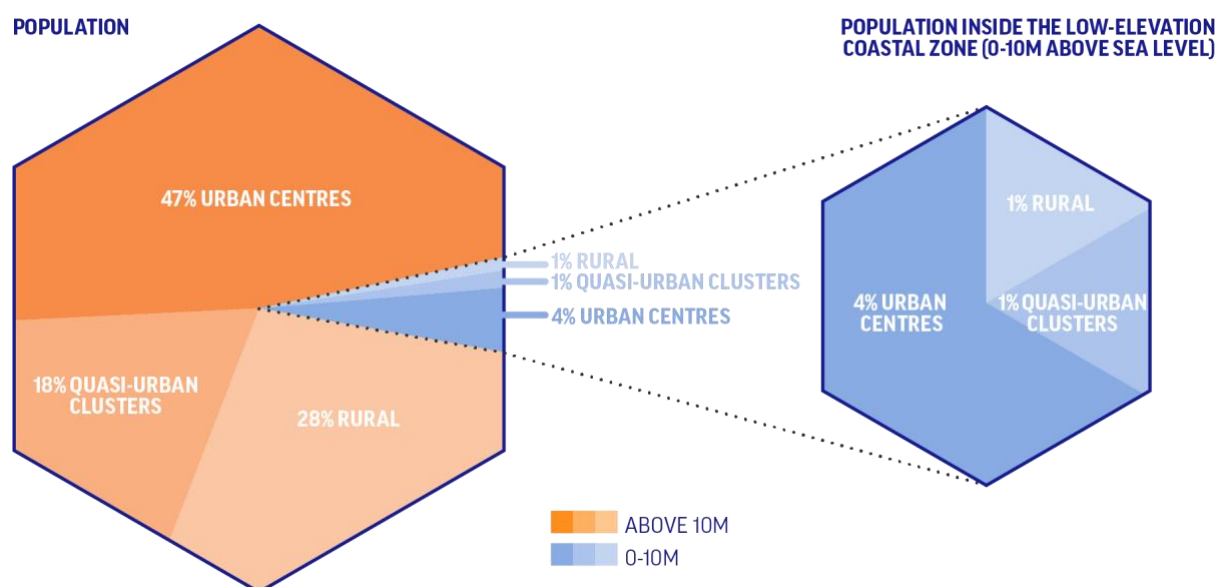 POPULATION
47% URBAN CENTRES
18% QUASI-URBAN
CLUSTERS
28% RURAL
1% RURAL
1% QUASI-URBAN CLUSTERS
4% URBAN CENTRES
POPULATION INSIDE THE LOW-ELEVATION
COASTAL ZONE (0-10M ABOVE SEA LEVEL)
1% RURAL
4% URBAN
CENTRES
1% QUASI-URBAN
CLUSTERS
ABOVE 10M
0-10M